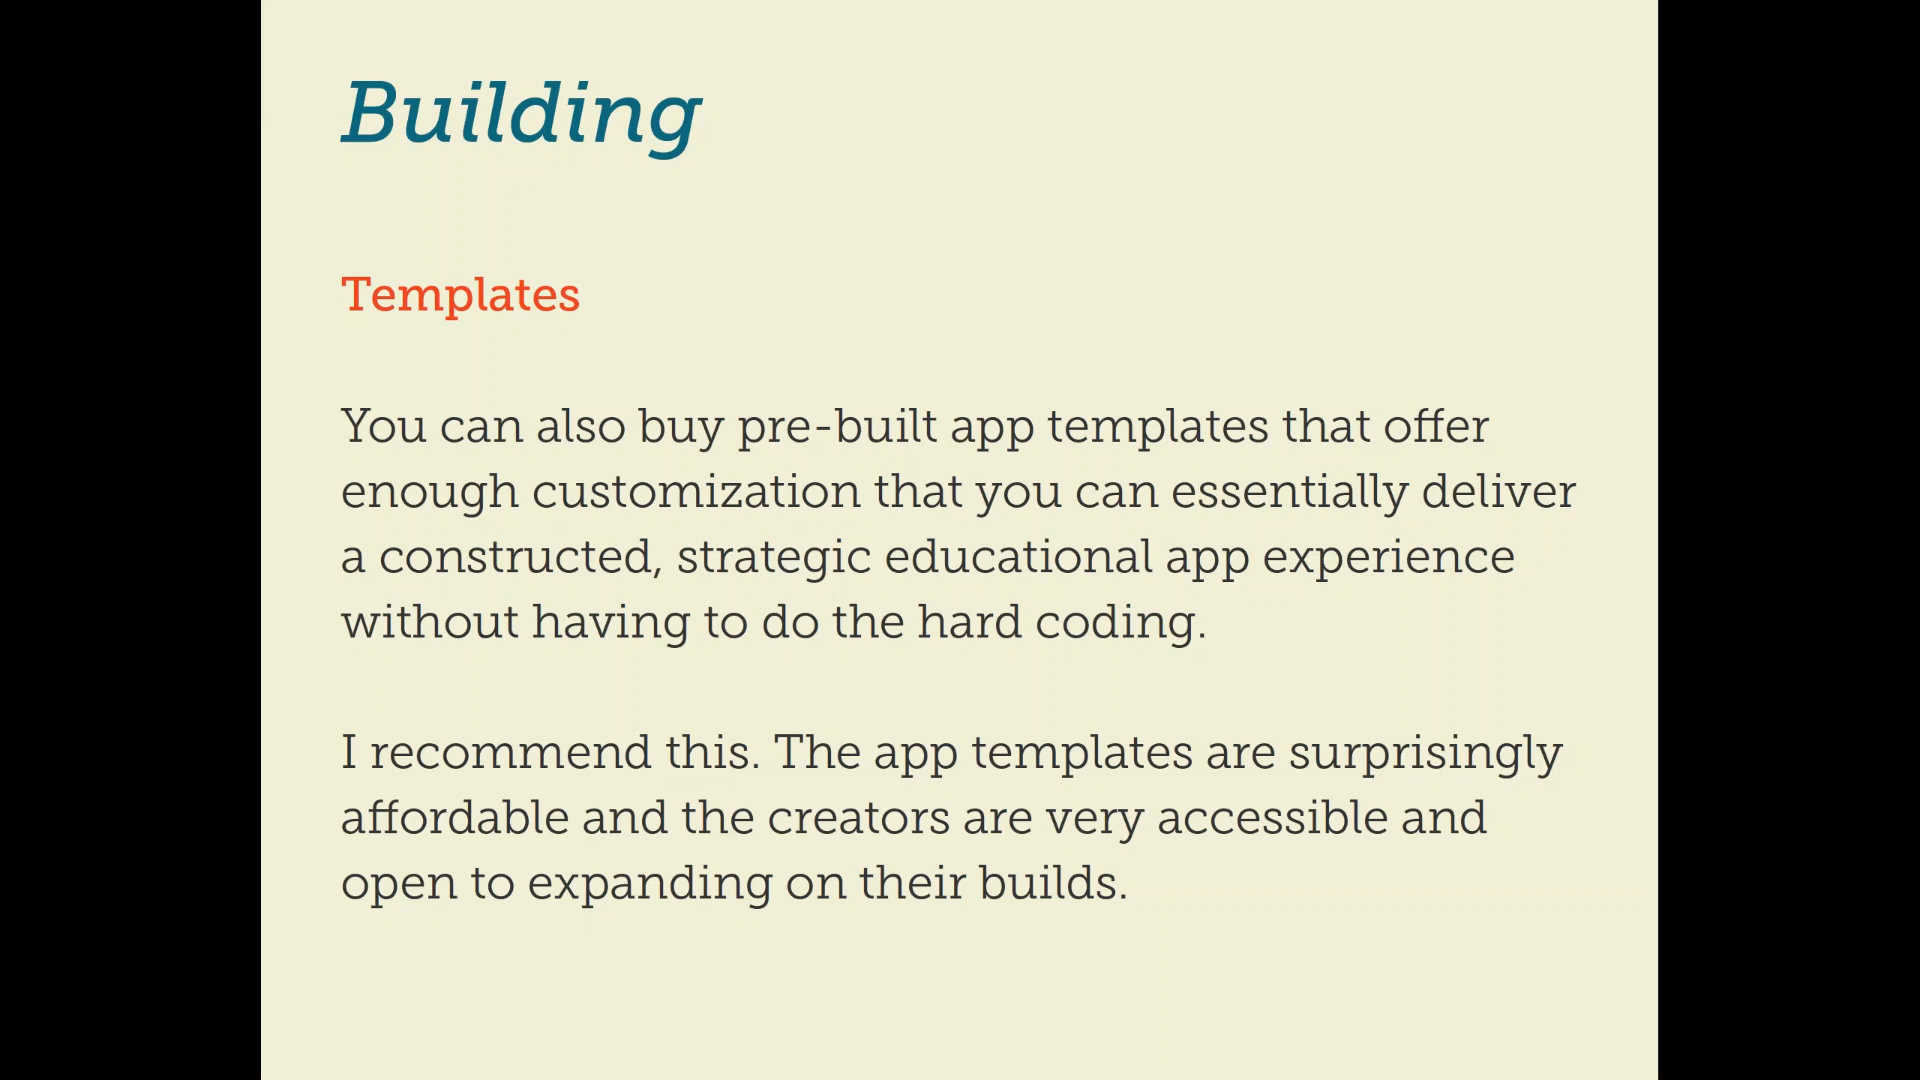 Building
Templates
You can also buy pre-built app templates that offer
enough customization that you can essentially deliver
a constructed, strategic educational app experience
without having to do the hard coding.
I recommend this. The app templates are surprisingly
affordable and the creators are very accessible and
open to expanding on their builds.